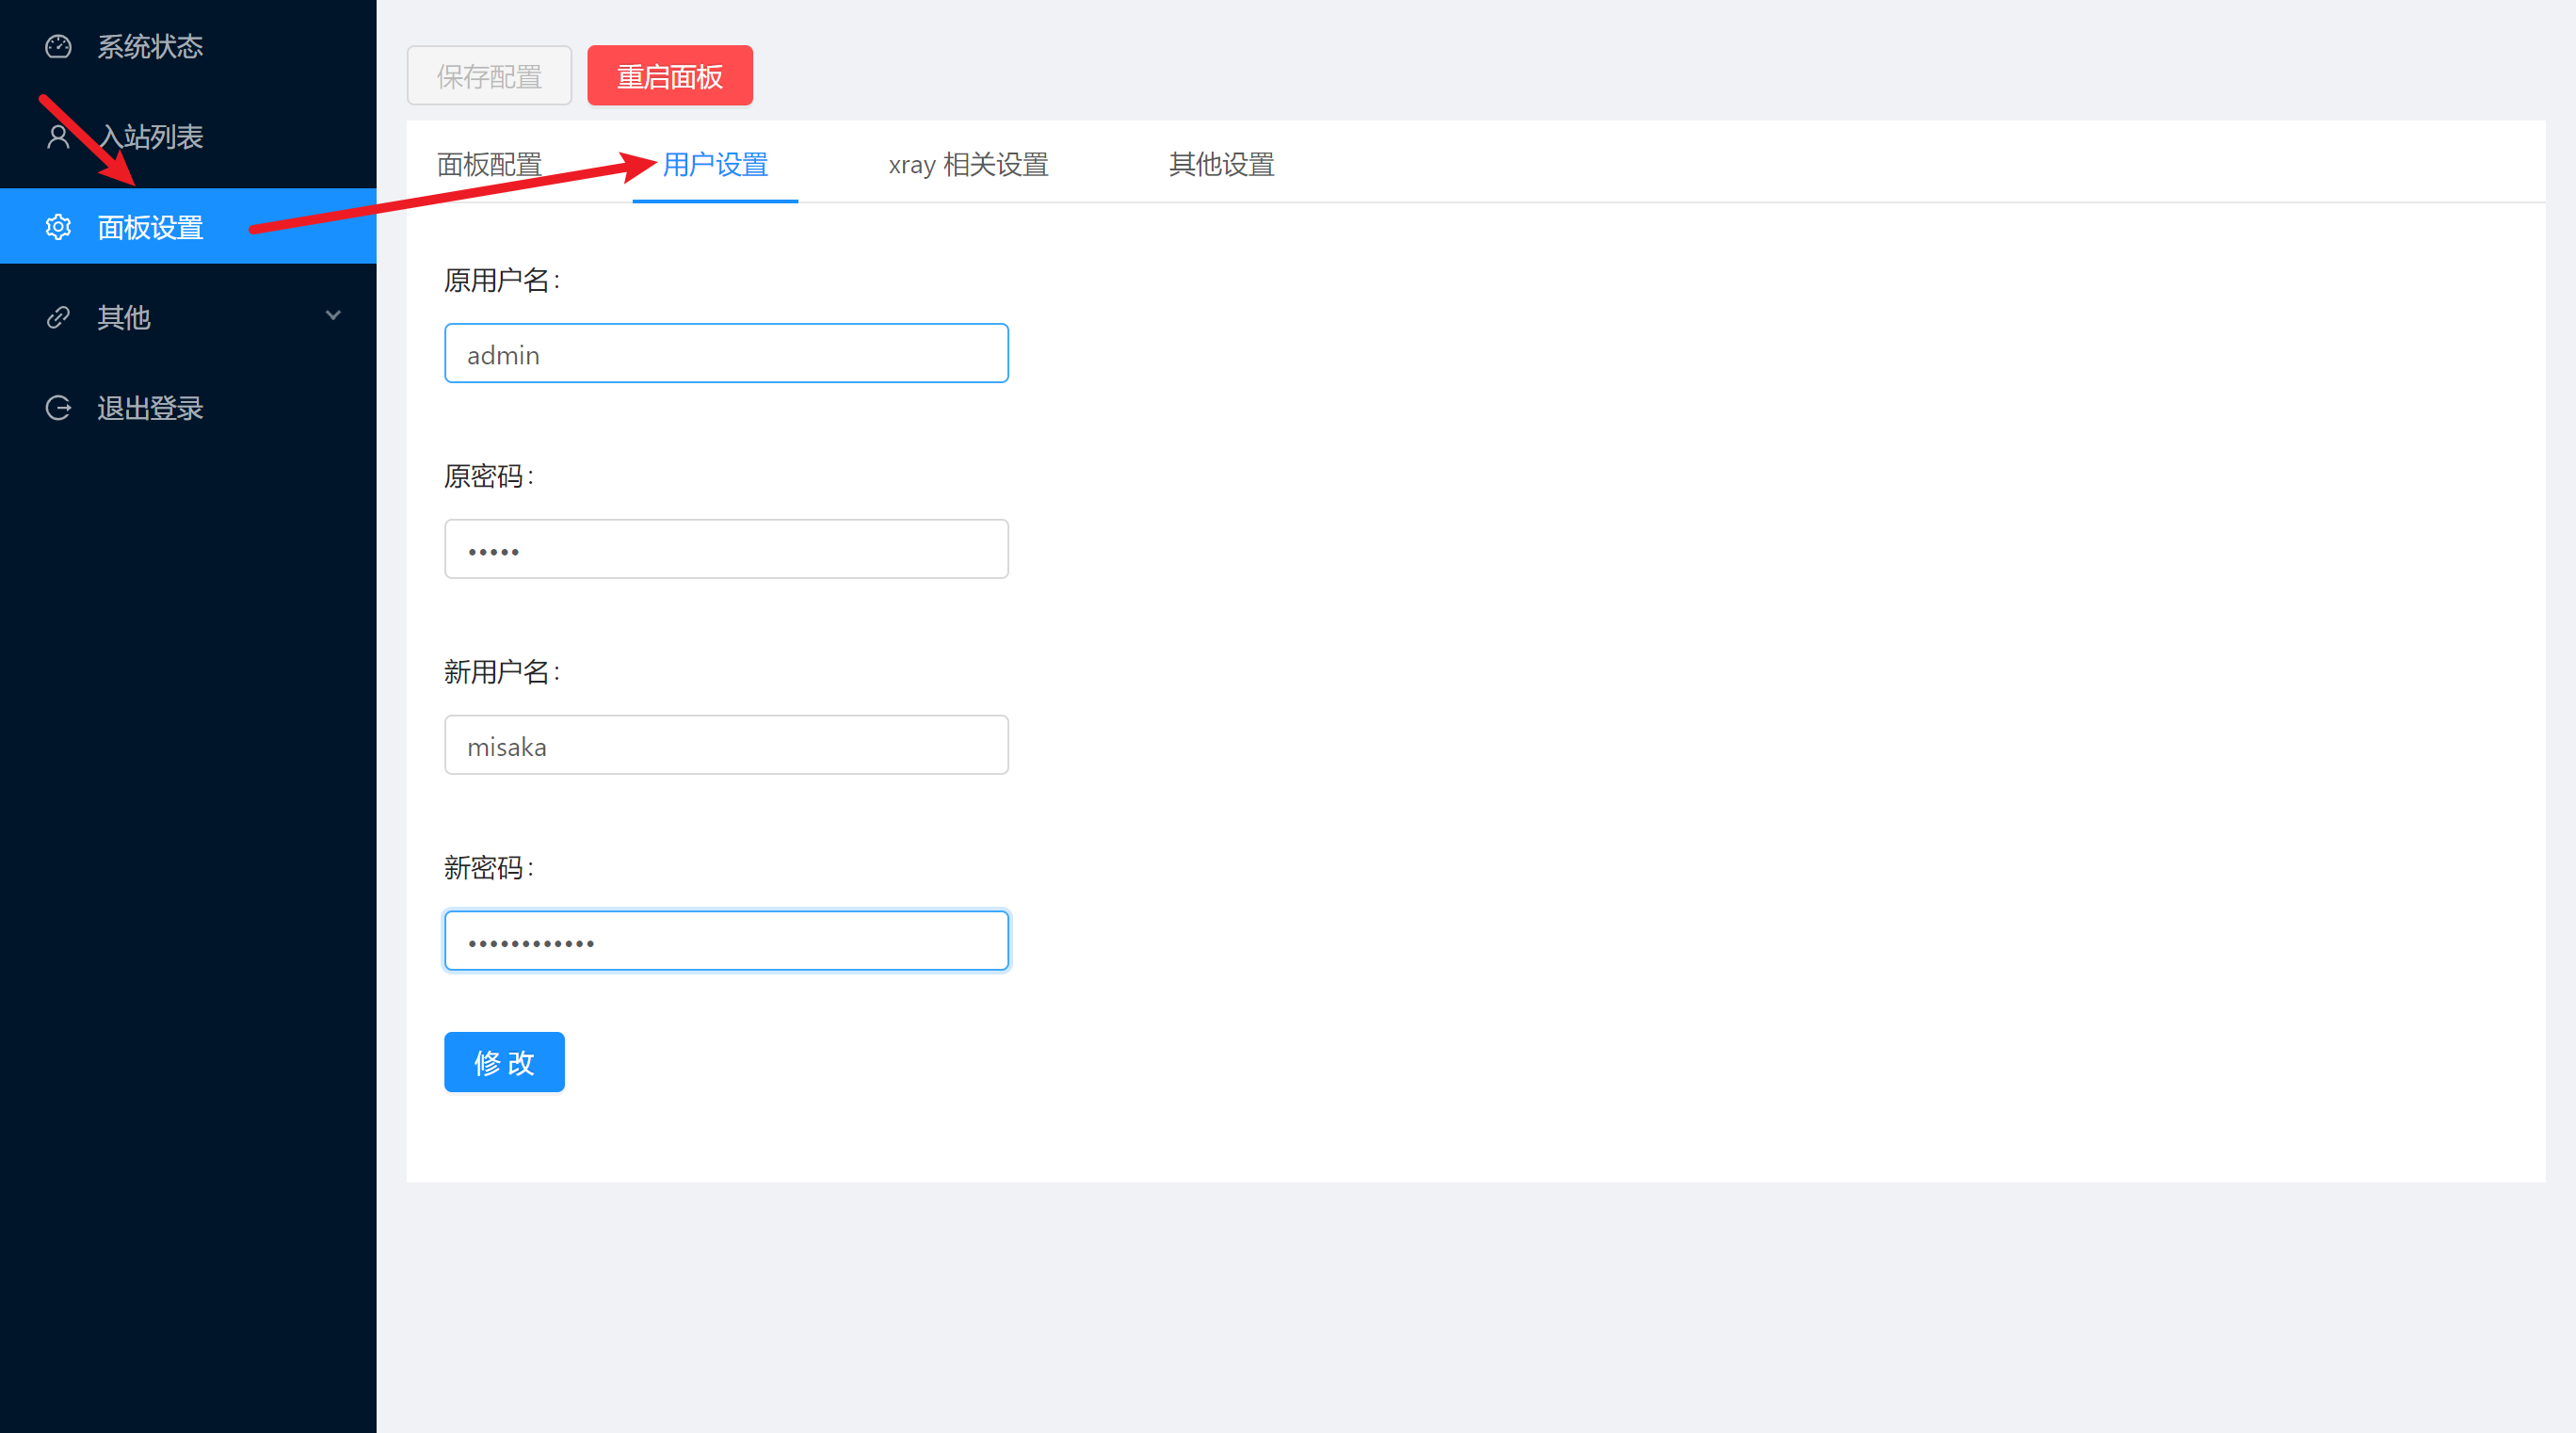 系统状态
入站列表
面板设置
其他
退出登录
保存配置
重启面板
面板配置
用户设置
xray 相关设置
其他设置
原用户名:
admin
原密码:
•••••
新用户名:
misaka
新密码:
••••••••••••
修 改